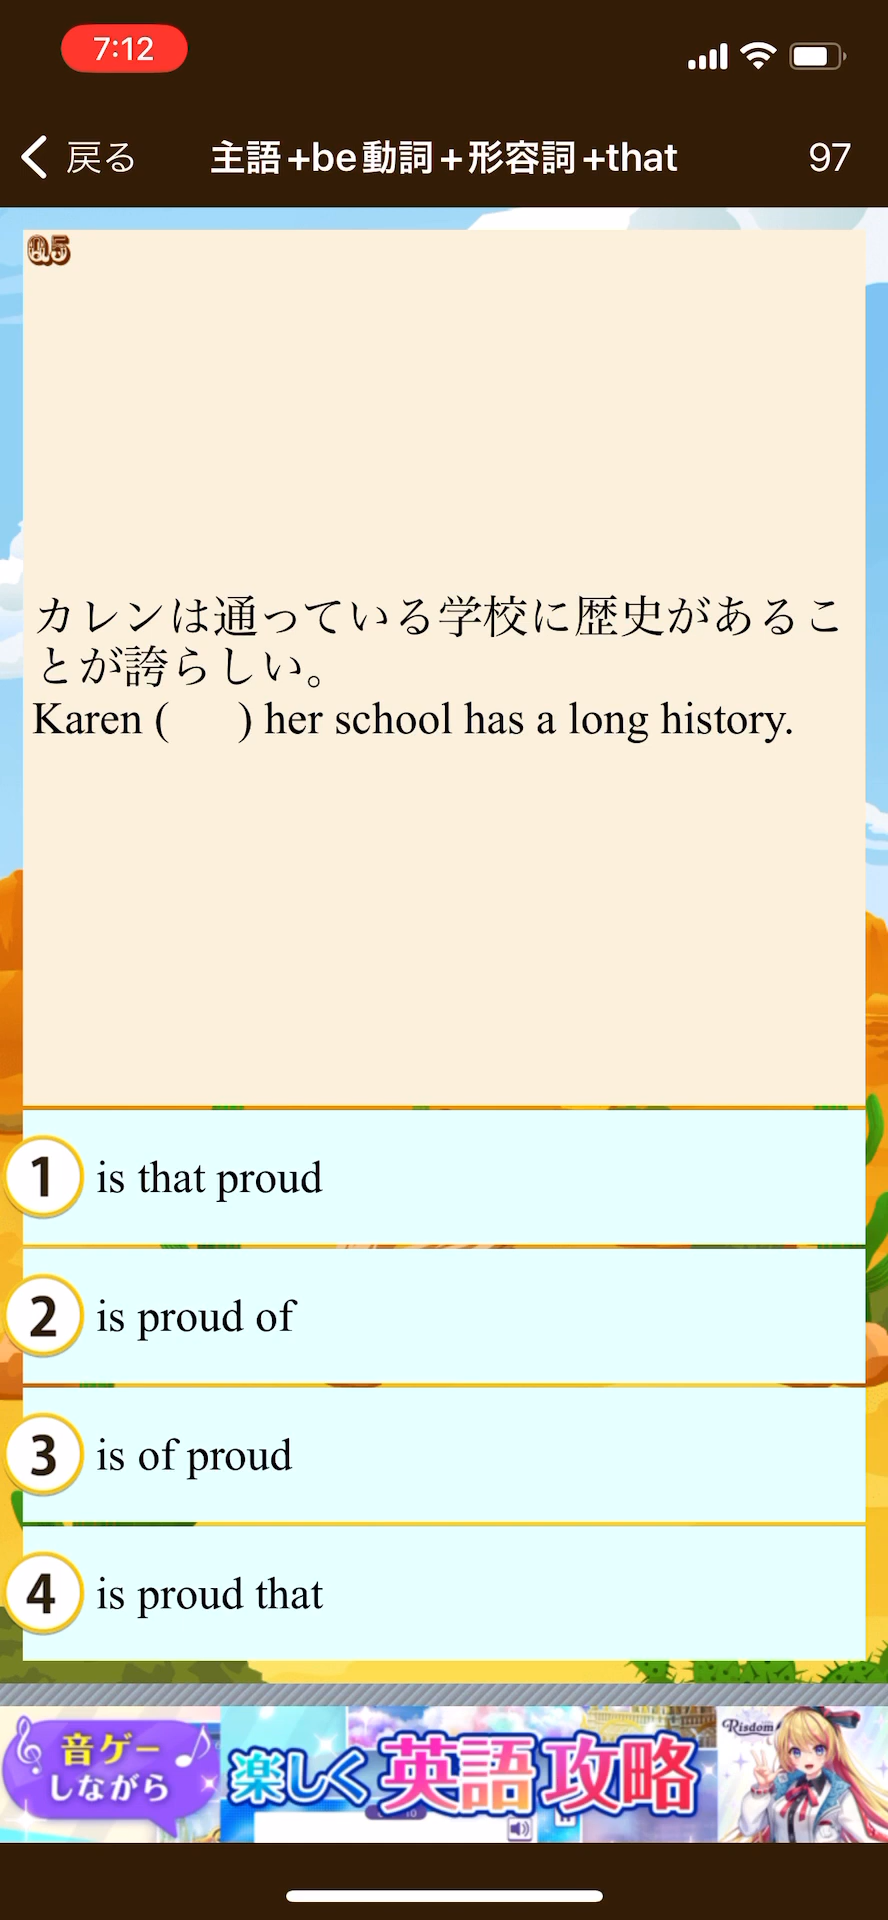 7:12
戻る 主語+be動詞+形容詞+that 97
Q5
カレンは通っている学校に歴史があるこ
とが誇らしい。
Karen (      ) her school has a long history.
1 is that proud
2 is proud of
3 is of proud
4 is proud that
音ゲー
しながら
楽しく英語攻略
Risdom